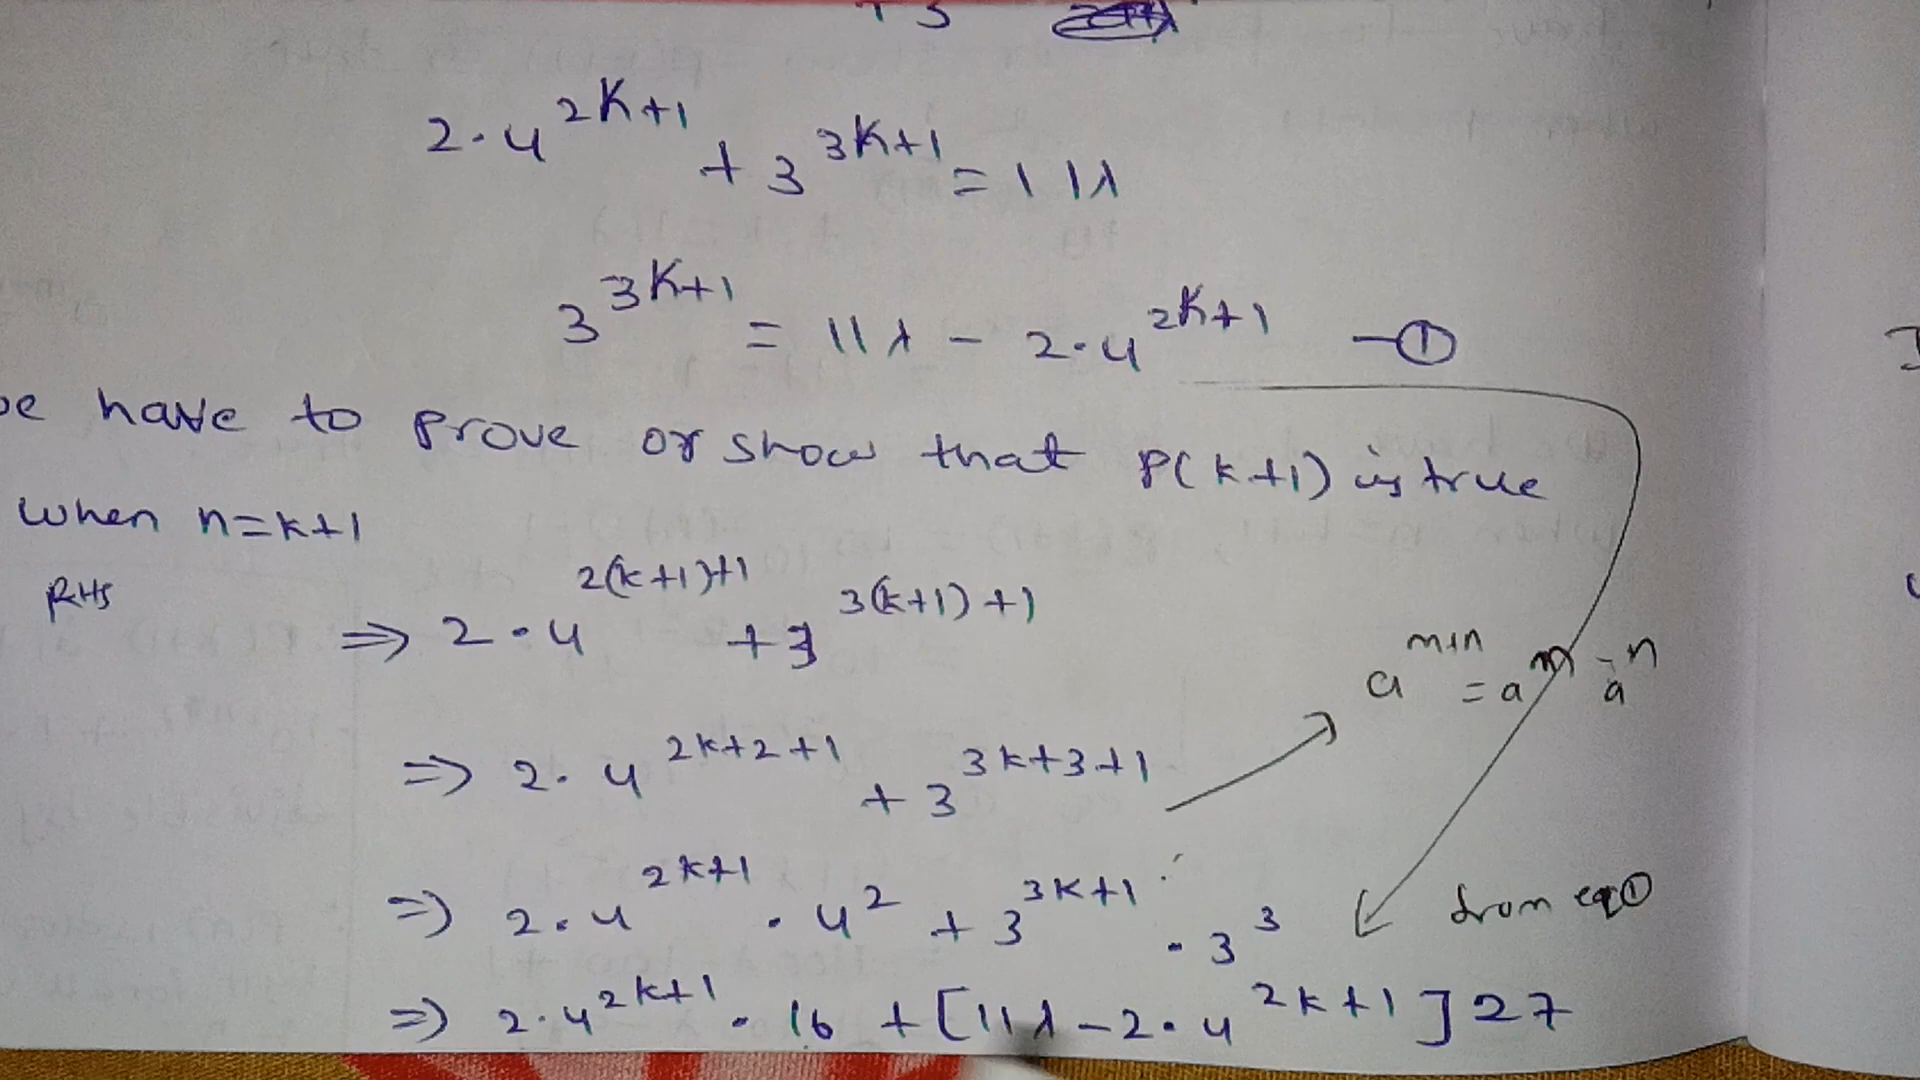 2·4^{2K+1} + 3^{3K+1} = 11λ
3^{3K+1} = 11λ - 2·4^{2K+1} —①
have to prove or show that P(k+1) is true
when n=k+1
RHS
⇒ 2·4^{2(k+1)+1} + 3^{3(k+1)+1}
a^{m+n} = a^m · a^n
⇒ 2·4^{2k+2+1} + 3^{3k+3+1}
⇒ 2·4^{2k+1} · 4^2 + 3^{3k+1} · 3^3 from eq①
⇒ 2·4^{2k+1} · 16 + [11λ - 2·4^{2k+1}] 27